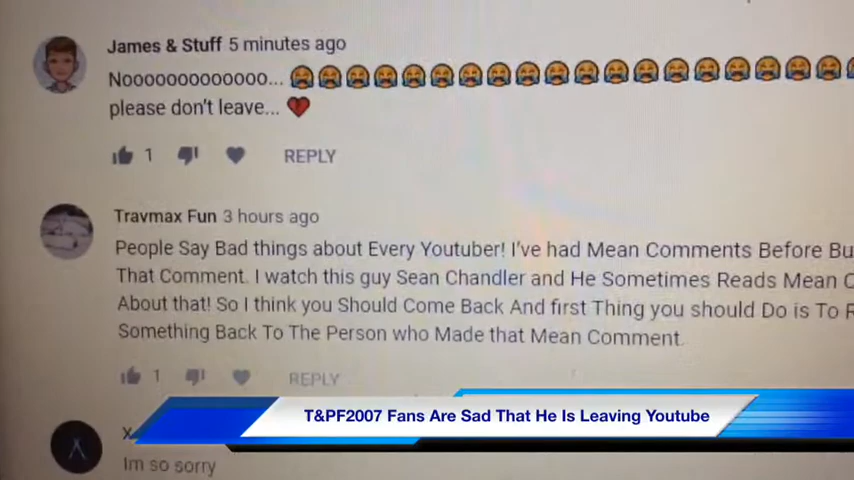 James & Stuff 5 minutes ago
Nooooooooooooo... 😭😭😭😭😭😭😭😭😭😭😭😭😭😭😭😭😭😭😭
please don't leave... 💔
1 REPLY
Travmax Fun 3 hours ago
People Say Bad things about Every Youtuber! I've had Mean Comments Before
That Comment. I watch this guy Sean Chandler and He Sometimes Reads Mean
About that! So I think you Should Come Back And first Thing you should Do is To
Something Back To The Person who Made that Mean Comment.
1 REPLY
T&PF2007 Fans Are Sad That He Is Leaving Youtube
Im so sorry